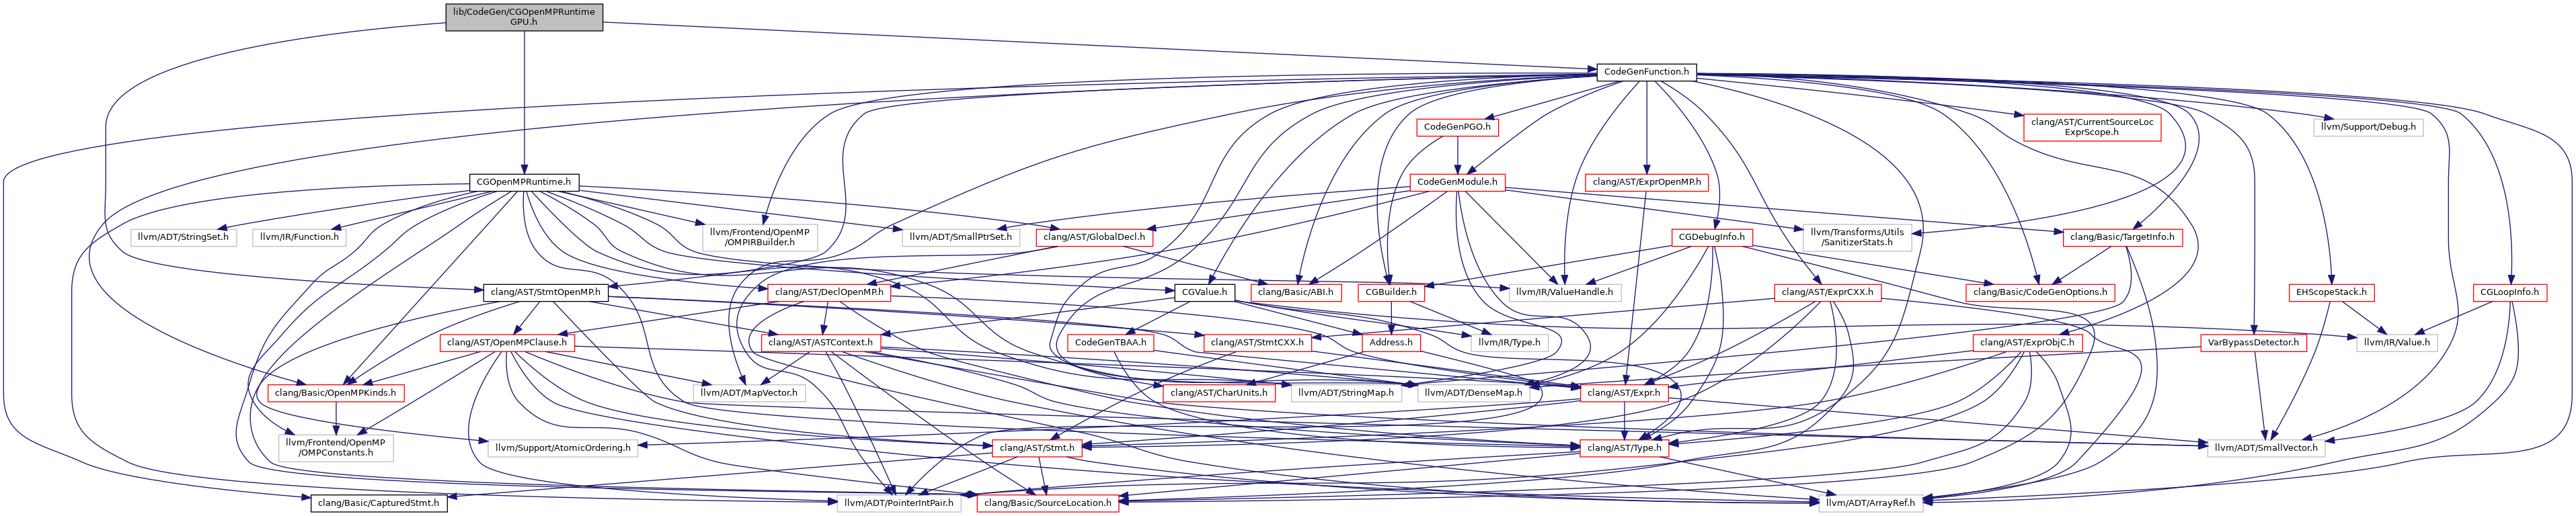 lib/CodeGen/CGOpenMPRuntime
GPU.h
CodeGenFunction.h
CodeGenPGO.h
clang/AST/CurrentSourceLoc
ExprScope.h
llvm/Support/Debug.h
CGOpenMPRuntime.h
CodeGenModule.h
clang/AST/ExprOpenMP.h
llvm/ADT/StringSet.h
llvm/IR/Function.h
llvm/Frontend/OpenMP
/OMPIRBuilder.h
llvm/ADT/SmallPtrSet.h
clang/AST/GlobalDecl.h
CGDebugInfo.h
llvm/Transforms/Utils
/SanitizerStats.h
clang/Basic/TargetInfo.h
clang/AST/StmtOpenMP.h
clang/AST/DeclOpenMP.h
CGValue.h
clang/Basic/ABI.h
CGBuilder.h
llvm/IR/ValueHandle.h
clang/AST/ExprCXX.h
clang/Basic/CodeGenOptions.h
EHScopeStack.h
CGLoopInfo.h
clang/AST/OpenMPClause.h
clang/AST/ASTContext.h
CodeGenTBAA.h
clang/AST/StmtCXX.h
Address.h
llvm/IR/Type.h
clang/AST/ExprObjC.h
VarBypassDetector.h
llvm/IR/Value.h
clang/Basic/OpenMPKinds.h
llvm/ADT/MapVector.h
clang/AST/CharUnits.h
llvm/ADT/StringMap.h
llvm/ADT/DenseMap.h
clang/AST/Expr.h
llvm/Frontend/OpenMP
/OMPConstants.h
llvm/Support/AtomicOrdering.h
clang/AST/Stmt.h
clang/AST/Type.h
llvm/ADT/SmallVector.h
clang/Basic/CapturedStmt.h
llvm/ADT/PointerIntPair.h
clang/Basic/SourceLocation.h
llvm/ADT/ArrayRef.h